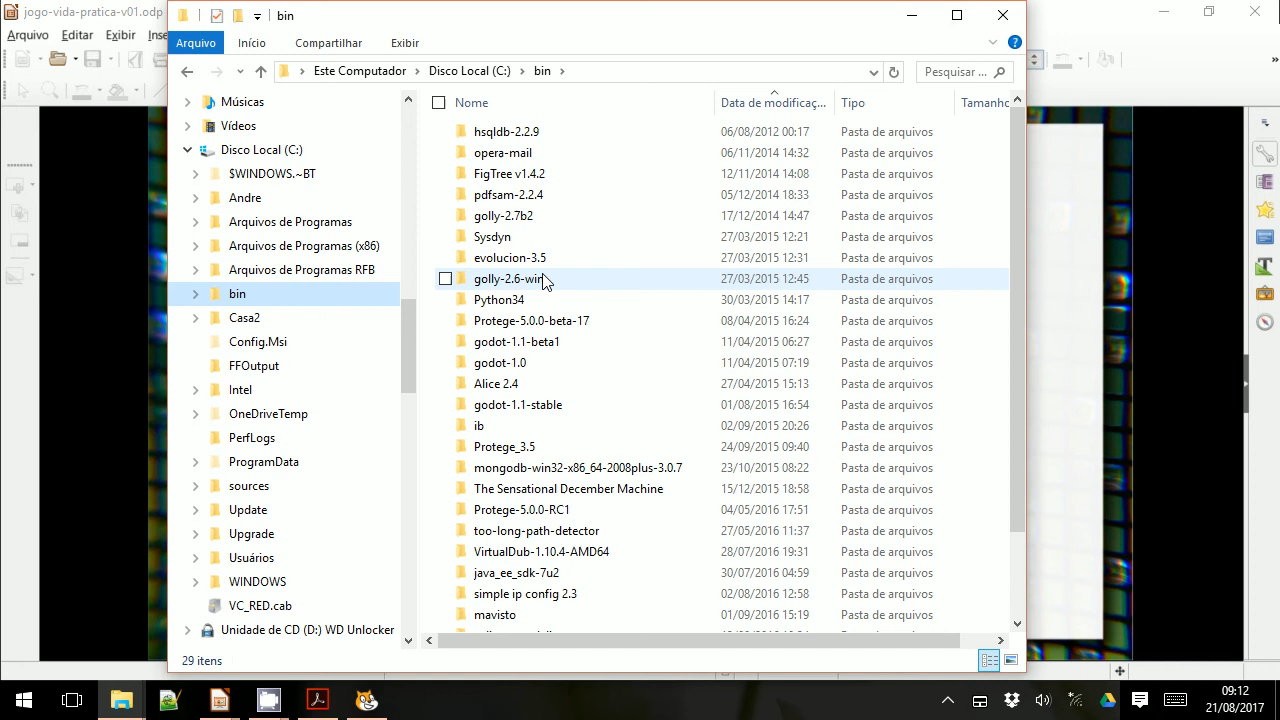 jogo-vida-pratica-v01.odp
bin
Arquivo Editar Exibir
Arquivo Início Compartilhar Exibir
Este Computador Disco Local (C:) bin
Pesquisar ...
Nome Data de modificaç... Tipo Tamanho
Músicas
Vídeos
Disco Local (C:)
$WINDOWS.~BT
Andre
Arquivos de Programas
Arquivos de Programas (x86)
Arquivos de Programas RFB
bin
Casa2
Config.Msi
FFOutput
Intel
OneDriveTemp
PerfLogs
ProgramData
sources
Update
Upgrade
Usuários
WINDOWS
VC_RED.cab
Unidade de CD (D:) WD Unlocker
hsqldb-2.2.9 06/08/2012 00:17 Pasta de arquivos
opera-mail 06/11/2014 14:32 Pasta de arquivos
FigTree v1.4.2 12/11/2014 14:08 Pasta de arquivos
pdfsam-2.2.4 05/12/2014 18:33 Pasta de arquivos
golly-2.7b2 17/12/2014 14:47 Pasta de arquivos
Sysdyn 27/03/2015 12:21 Pasta de arquivos
evolucion-3.5 27/03/2015 12:31 Pasta de arquivos
golly-2.6-win 27/03/2015 12:45 Pasta de arquivos
Python34 30/03/2015 14:17 Pasta de arquivos
Protege-5.0.0-beta-17 08/04/2015 16:24 Pasta de arquivos
godot-1.1-beta1 11/04/2015 06:27 Pasta de arquivos
godot-1.0 11/04/2015 07:19 Pasta de arquivos
Alice 2.4 27/04/2015 15:13 Pasta de arquivos
godot-1.1-stable 01/08/2015 16:54 Pasta de arquivos
ib 02/09/2015 20:26 Pasta de arquivos
Protege_3.5 24/09/2015 09:40 Pasta de arquivos
mongodb-win32-x86_64-2008plus-3.0.7 23/10/2015 08:22 Pasta de arquivos
The Sensational December Machine 15/12/2015 18:58 Pasta de arquivos
Protege-5.0.0-RC1 04/05/2016 17:51 Pasta de arquivos
too-long-path-detector 27/05/2016 11:37 Pasta de arquivos
VirtualDub-1.10.4-AMD64 28/07/2016 19:31 Pasta de arquivos
java_ee_sdk-7u2 30/07/2016 04:59 Pasta de arquivos
simple ip config 2.3 02/08/2016 12:58 Pasta de arquivos
mavisto 01/09/2016 15:19 Pasta de arquivos
29 itens
09:12
21/08/2017